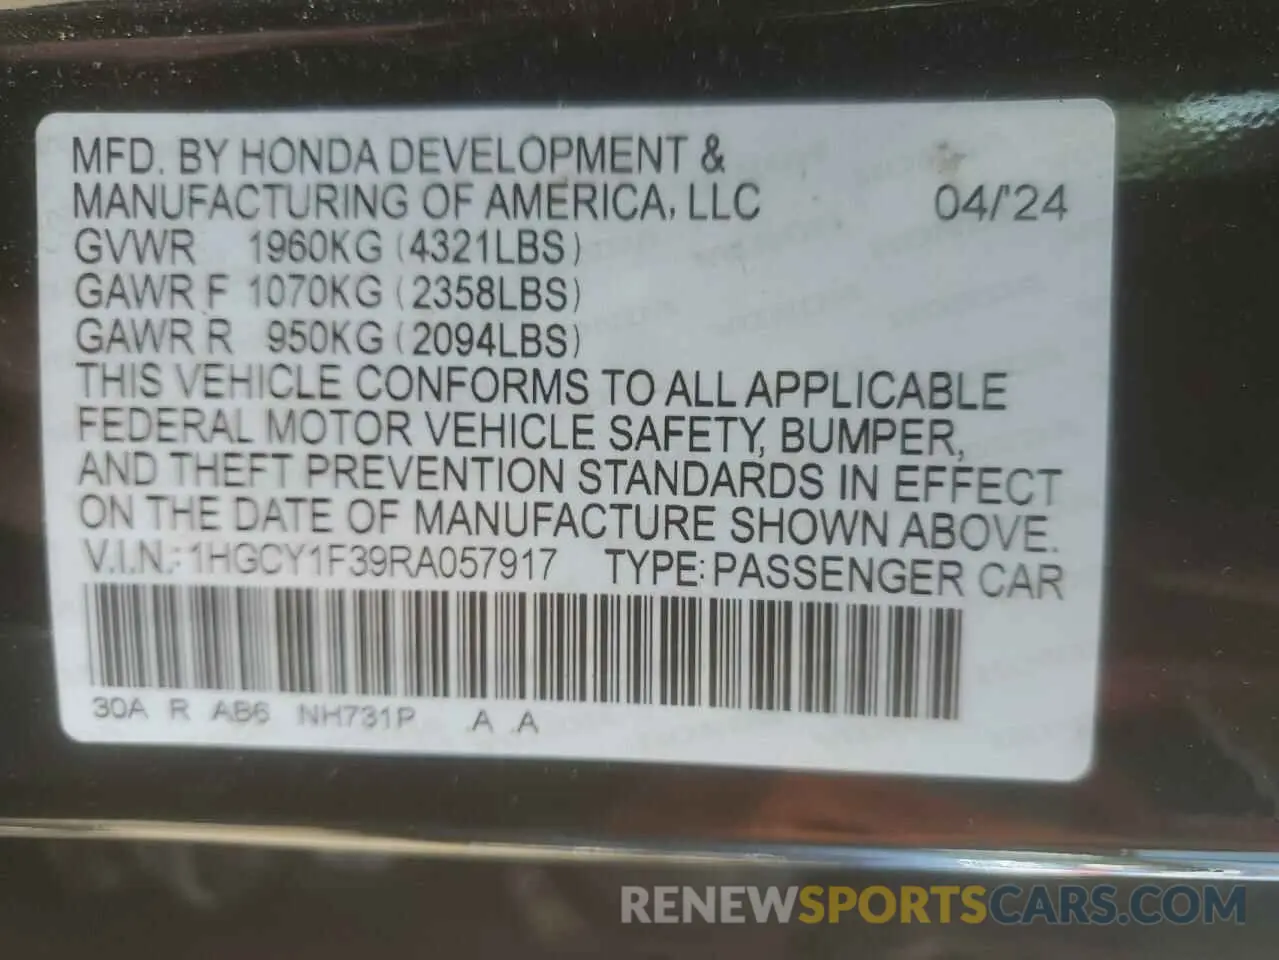 MFD. BY HONDA DEVELOPMENT &
MANUFACTURING OF AMERICA, LLC 04/'24
GVWR 1960KG (4321LBS)
GAWR F 1070KG (2358LBS)
GAWR R 950KG (2094LBS)
THIS VEHICLE CONFORMS TO ALL APPLICABLE
FEDERAL MOTOR VEHICLE SAFETY, BUMPER,
AND THEFT PREVENTION STANDARDS IN EFFECT
ON THE DATE OF MANUFACTURE SHOWN ABOVE.
V.I.N.: 1HGCY1F39RA057917 TYPE: PASSENGER CAR
30A R AB6 NH731P A A
RENEWSPORTSCARS.COM